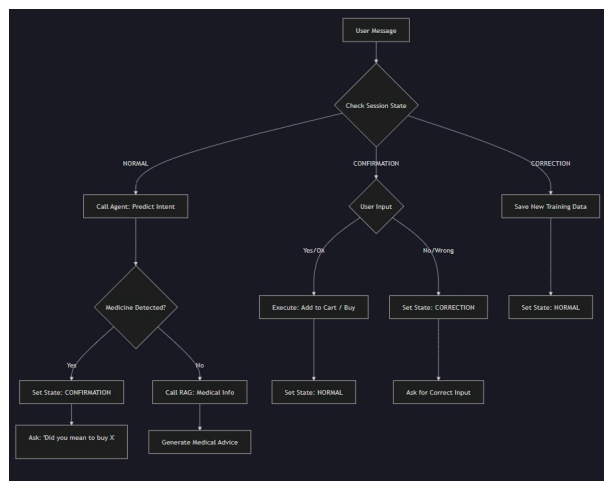 User Message
Check Session State
NORMAL
CONFIRMATION
CORRECTION
Call Agent: Predict Intent
User Input
Save New Training Data
Yes/Ok
No/Wrong
Medicine Detected?
Execute: Add to Cart / Buy
Set State: CORRECTION
Set State: NORMAL
Yes
No
Set State: CONFIRMATION
Call RAG: Medical Info
Set State: NORMAL
Ask for Correct Input
Ask: 'Did you mean to buy X
Generate Medical Advice